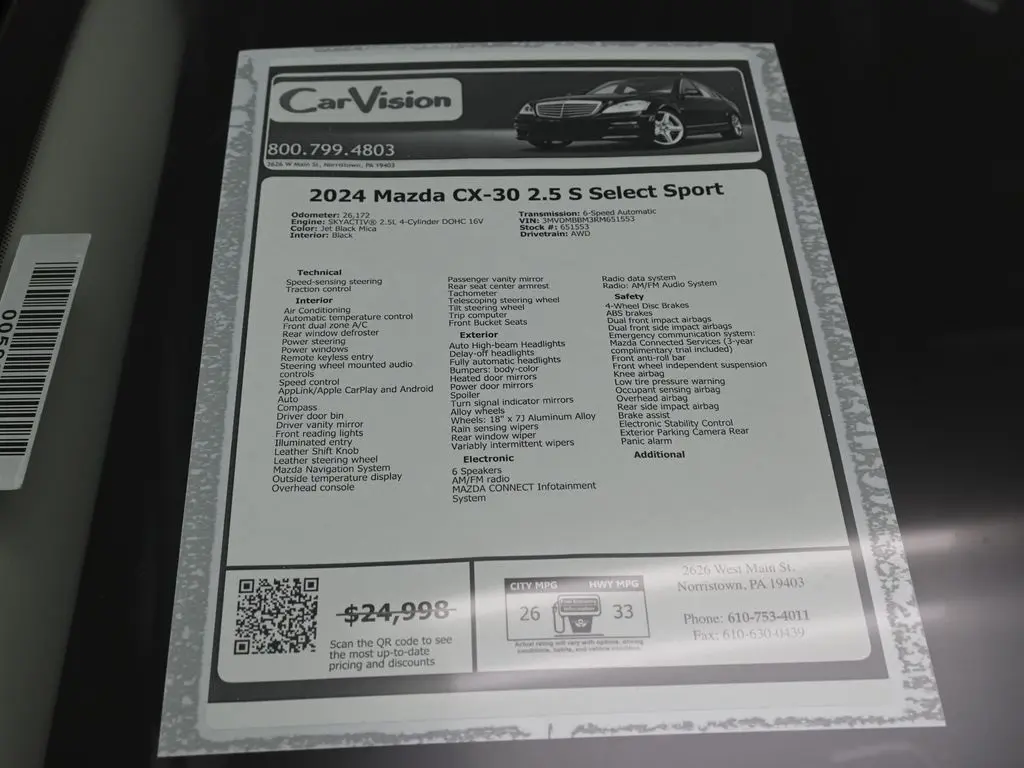 CarVision
800.799.4803
2626 W Main St, Norristown, PA 19403
2024 Mazda CX-30 2.5 S Select Sport
Odometer: 26,172
Engine: SKYACTIV® 2.5L 4-Cylinder DOHC 16V
Color: Jet Black Mica
Interior: Black
Transmission: 6-Speed Automatic
VIN: 3MVDMBBM3RM651553
Stock #: 651553
Drivetrain: AWD
Technical
Speed-sensing steering
Traction control
Interior
Air Conditioning
Automatic temperature control
Front dual zone A/C
Rear window defroster
Power steering
Power windows
Remote keyless entry
Steering wheel mounted audio
controls
Speed control
AppLink/Apple CarPlay and Android
Auto
Compass
Driver door bin
Driver vanity mirror
Front reading lights
Illuminated entry
Leather Shift Knob
Leather steering wheel
Mazda Navigation System
Outside temperature display
Overhead console
Passenger vanity mirror
Rear seat center armrest
Tachometer
Telescoping steering wheel
Tilt steering wheel
Trip computer
Front Bucket Seats
Exterior
Auto High-beam Headlights
Delay-off headlights
Fully automatic headlights
Bumpers: body-color
Heated door mirrors
Power door mirrors
Spoiler
Turn signal indicator mirrors
Alloy wheels
Wheels: 18" x 7J Aluminum Alloy
Rain sensing wipers
Rear window wiper
Variably intermittent wipers
Electronic
6 Speakers
AM/FM radio
MAZDA CONNECT Infotainment
System
Radio data system
Radio: AM/FM Audio System
Safety
4-Wheel Disc Brakes
ABS brakes
Dual front impact airbags
Dual front side impact airbags
Emergency communication system:
Mazda Connected Services (3-year
complimentary trial included)
Front anti-roll bar
Front wheel independent suspension
Knee airbag
Low tire pressure warning
Occupant sensing airbag
Overhead airbag
Rear side impact airbag
Brake assist
Electronic Stability Control
Exterior Parking Camera Rear
Panic alarm
Additional
$24,998
Scan the QR code to see
the most up-to-date
pricing and discounts
CITY MPG
HWY MPG
26
33
Actual rating will vary with options, driving
conditions, habits, and vehicle condition.
2626 West Main St.
Norristown, PA 19403
Phone: 610-753-4011
Fax: 610-630-0439